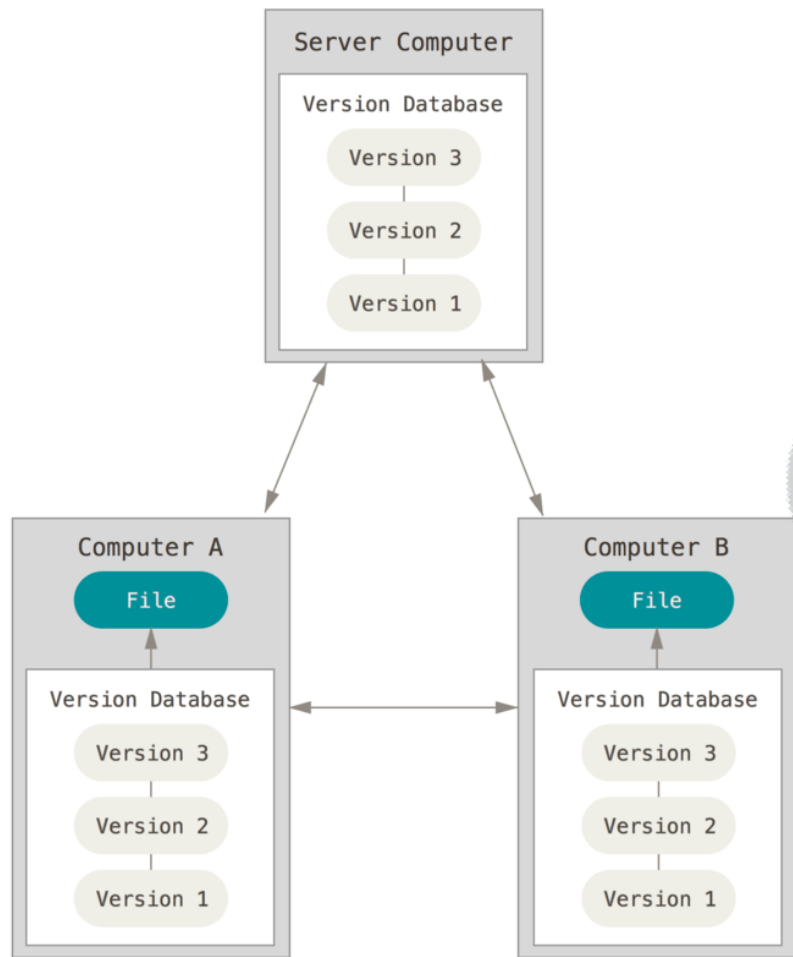 Server Computer
Version Database
Version 3
Version 2
Version 1
Computer A
File
Version Database
Version 3
Version 2
Version 1
Computer B
File
Version Database
Version 3
Version 2
Version 1